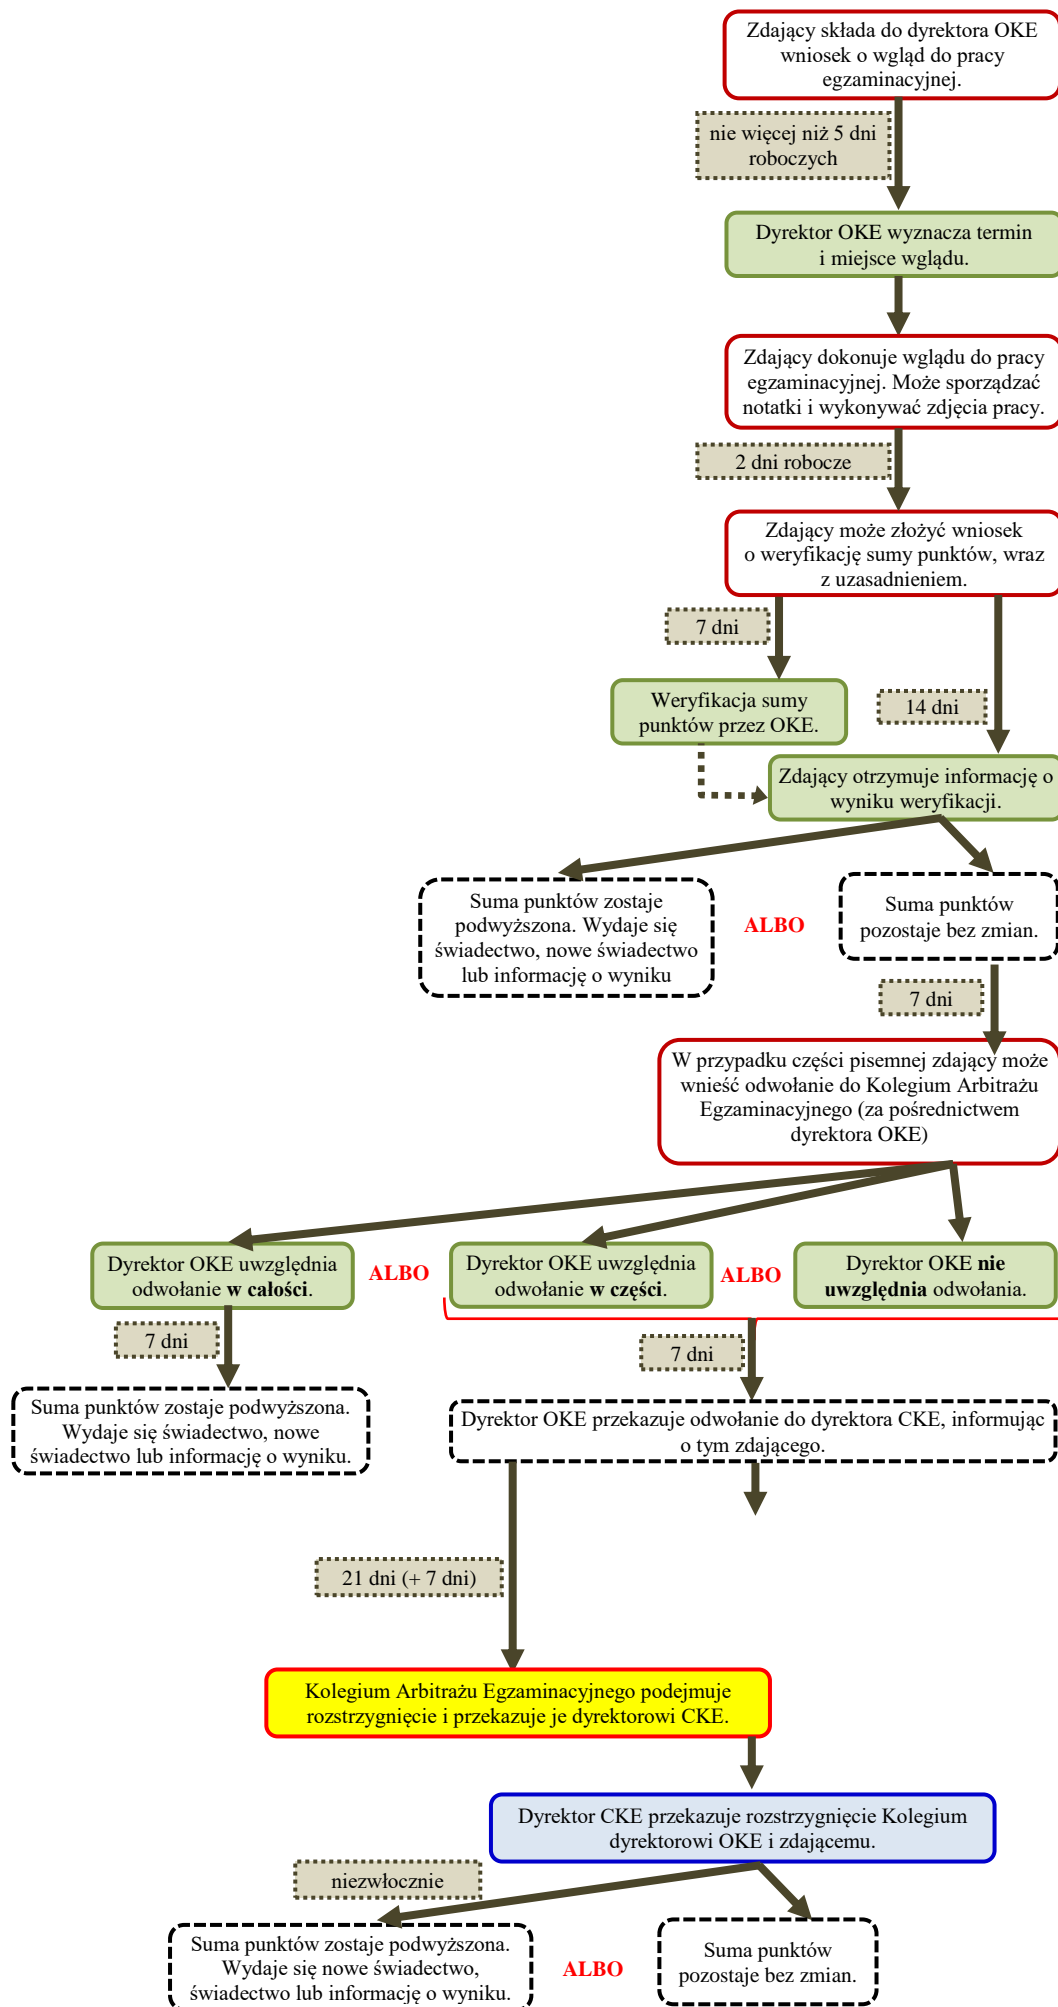 Zdający składa do dyrektora OKE
wniosek o wgląd do pracy
egzaminacyjnej.
nie więcej niż 5 dni
roboczych
Dyrektor OKE wyznacza termin
i miejsce wglądu.
Zdający dokonuje wglądu do pracy
egzaminacyjnej. Może sporządzać
notatki i wykonywać zdjęcia pracy.
2 dni robocze
Zdający może złożyć wniosek
o weryfikację sumy punktów, wraz
z uzasadnieniem.
7 dni
Weryfikacja sumy
punktów przez OKE.
14 dni
Zdający otrzymuje informację o
wyniku weryfikacji.
Suma punktów zostaje
podwyższona. Wydaje się
świadectwo, nowe świadectwo
lub informację o wyniku
ALBO
Suma punktów
pozostaje bez zmian.
7 dni
W przypadku części pisemnej zdający może
wnieść odwołanie do Kolegium Arbitrażu
Egzaminacyjnego (za pośrednictwem
dyrektora OKE)
Dyrektor OKE uwzględnia
odwołanie w całości.
ALBO
Dyrektor OKE uwzględnia
odwołanie w części.
ALBO
Dyrektor OKE nie
uwzględnia odwołania.
7 dni
Suma punktów zostaje podwyższona.
Wydaje się świadectwo, nowe
świadectwo lub informację o wyniku.
7 dni
Dyrektor OKE przekazuje odwołanie do dyrektora CKE, informując
o tym zdającego.
21 dni (+ 7 dni)
Kolegium Arbitrażu Egzaminacyjnego podejmuje
rozstrzygnięcie i przekazuje je dyrektorowi CKE.
Dyrektor CKE przekazuje rozstrzygnięcie Kolegium
dyrektorowi OKE i zdającemu.
niezwłocznie
Suma punktów zostaje podwyższona.
Wydaje się nowe świadectwo,
świadectwo lub informację o wyniku.
ALBO
Suma punktów
pozostaje bez zmian.